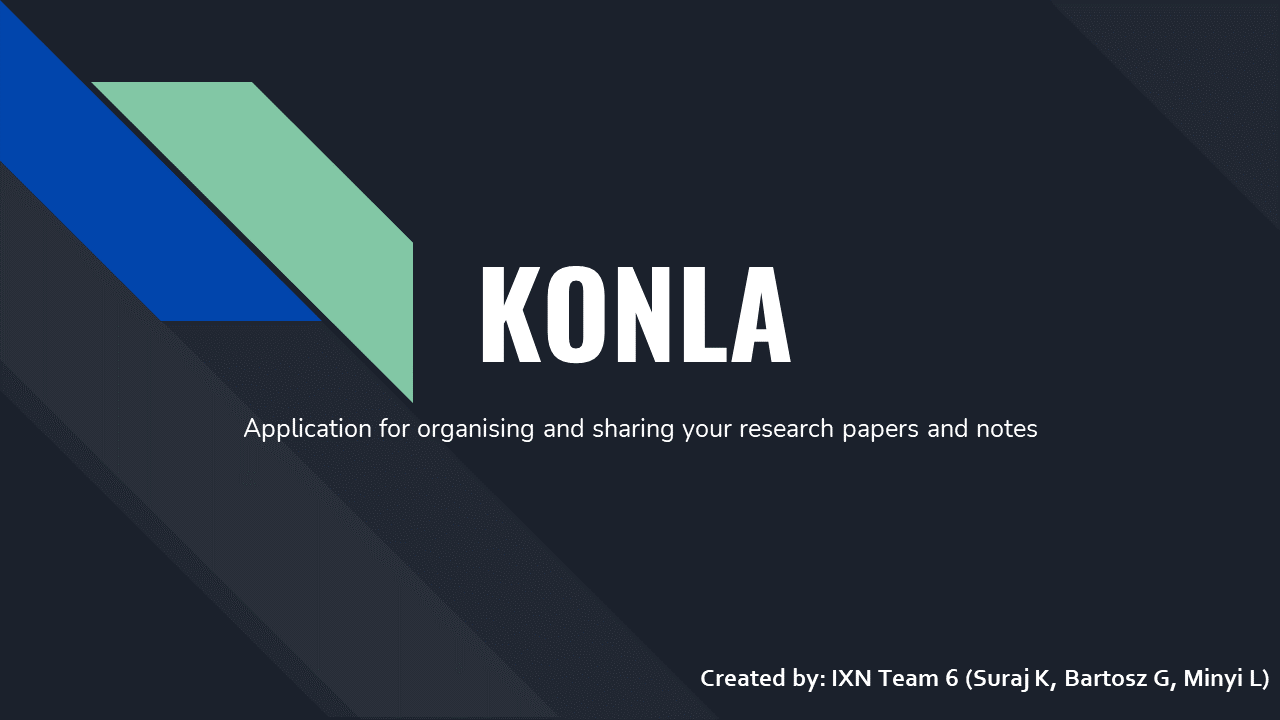 KONLA
Application for organising and sharing your research papers and notes
Created by: IXN Team 6 (Suraj K, Bartosz G, Minyi L)